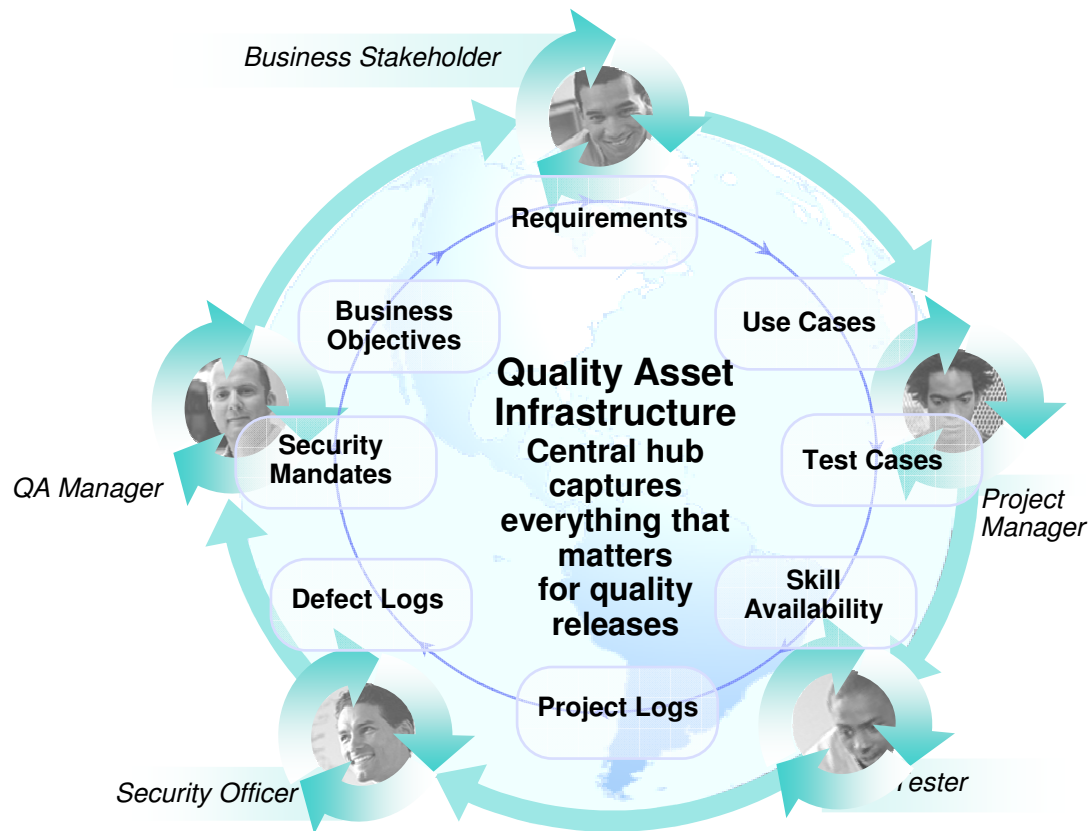 Business Stakeholder
Requirements
Business
Objectives
Use Cases
Quality Asset
Infrastructure
Central hub
captures
everything that
matters
for quality
releases
Security
Mandates
Test Cases
QA Manager
Project
Manager
Defect Logs
Skill
Availability
Project Logs
Security Officer
Tester